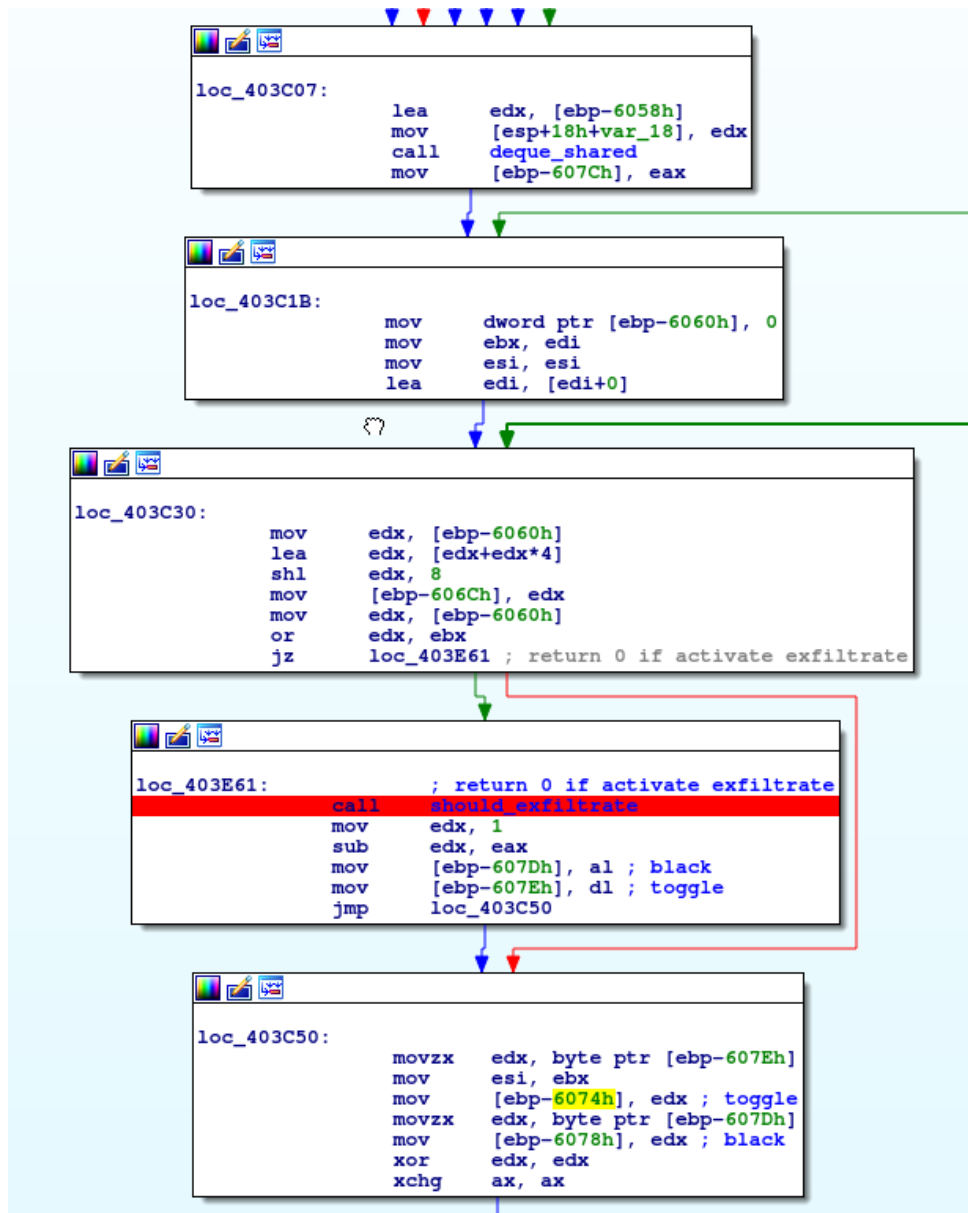 loc_403C07:
lea edx, [ebp-6058h]
mov [esp+18h+var_18], edx
call deque_shared
mov [ebp-607Ch], eax
loc_403C1B:
mov dword ptr [ebp-6060h], 0
mov ebx, edi
mov esi, esi
lea edi, [edi+0]
loc_403C30:
mov edx, [ebp-6060h]
lea edx, [edx+edx*4]
shl edx, 8
mov [ebp-606Ch], edx
mov edx, [ebp-6060h]
or edx, ebx
jz loc_403E61 ; return 0 if activate exfiltrate
loc_403E61: ; return 0 if activate exfiltrate
call should_exfiltrate
mov edx, 1
sub edx, eax
mov [ebp-607Dh], al ; black
mov [ebp-607Eh], dl ; toggle
jmp loc_403C50
loc_403C50:
movzx edx, byte ptr [ebp-607Eh]
mov esi, ebx
mov [ebp-6074h], edx ; toggle
movzx edx, byte ptr [ebp-607Dh]
mov [ebp-6078h], edx ; black
xor edx, edx
xchg ax, ax